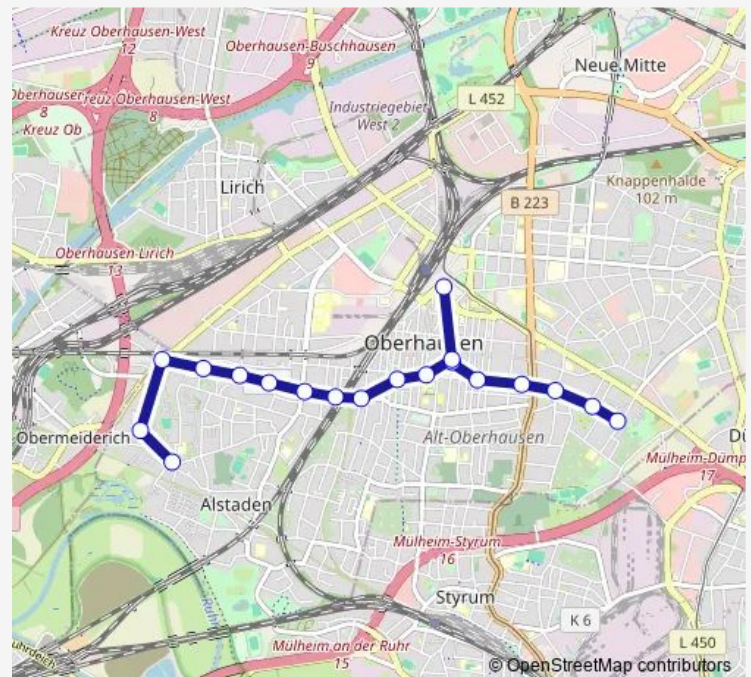 Kreuz Oberhausen-West
12
Oberhausen-Buschhausen
9
Neue Mitte
Kreuz Oberhausen-West
8
8
Kreuz Ob
Industriegebiet
West 2
L 452
Lirich
Knappenhalde
102 m
B 223
Oberhausen-Lirich
13
Oberhausen
Obermeiderich
Alt-Oberhausen
Mülheim-Dümp
17
Alstaden
Mülheim-Styrum
16
Styrum
Ruhr
K 6
L 450
Mülheim an der Ruhr
15
© OpenStreetMap contributors